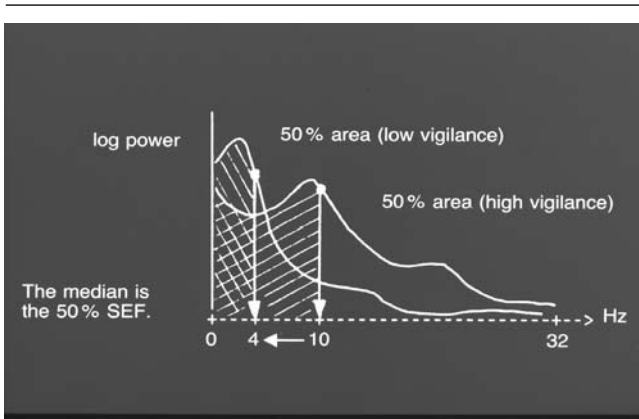 50 % area (low vigilance)
log power
50 % area (high vigilance)
The median is
the 50 % SEF.
Hz
0 4 10 32